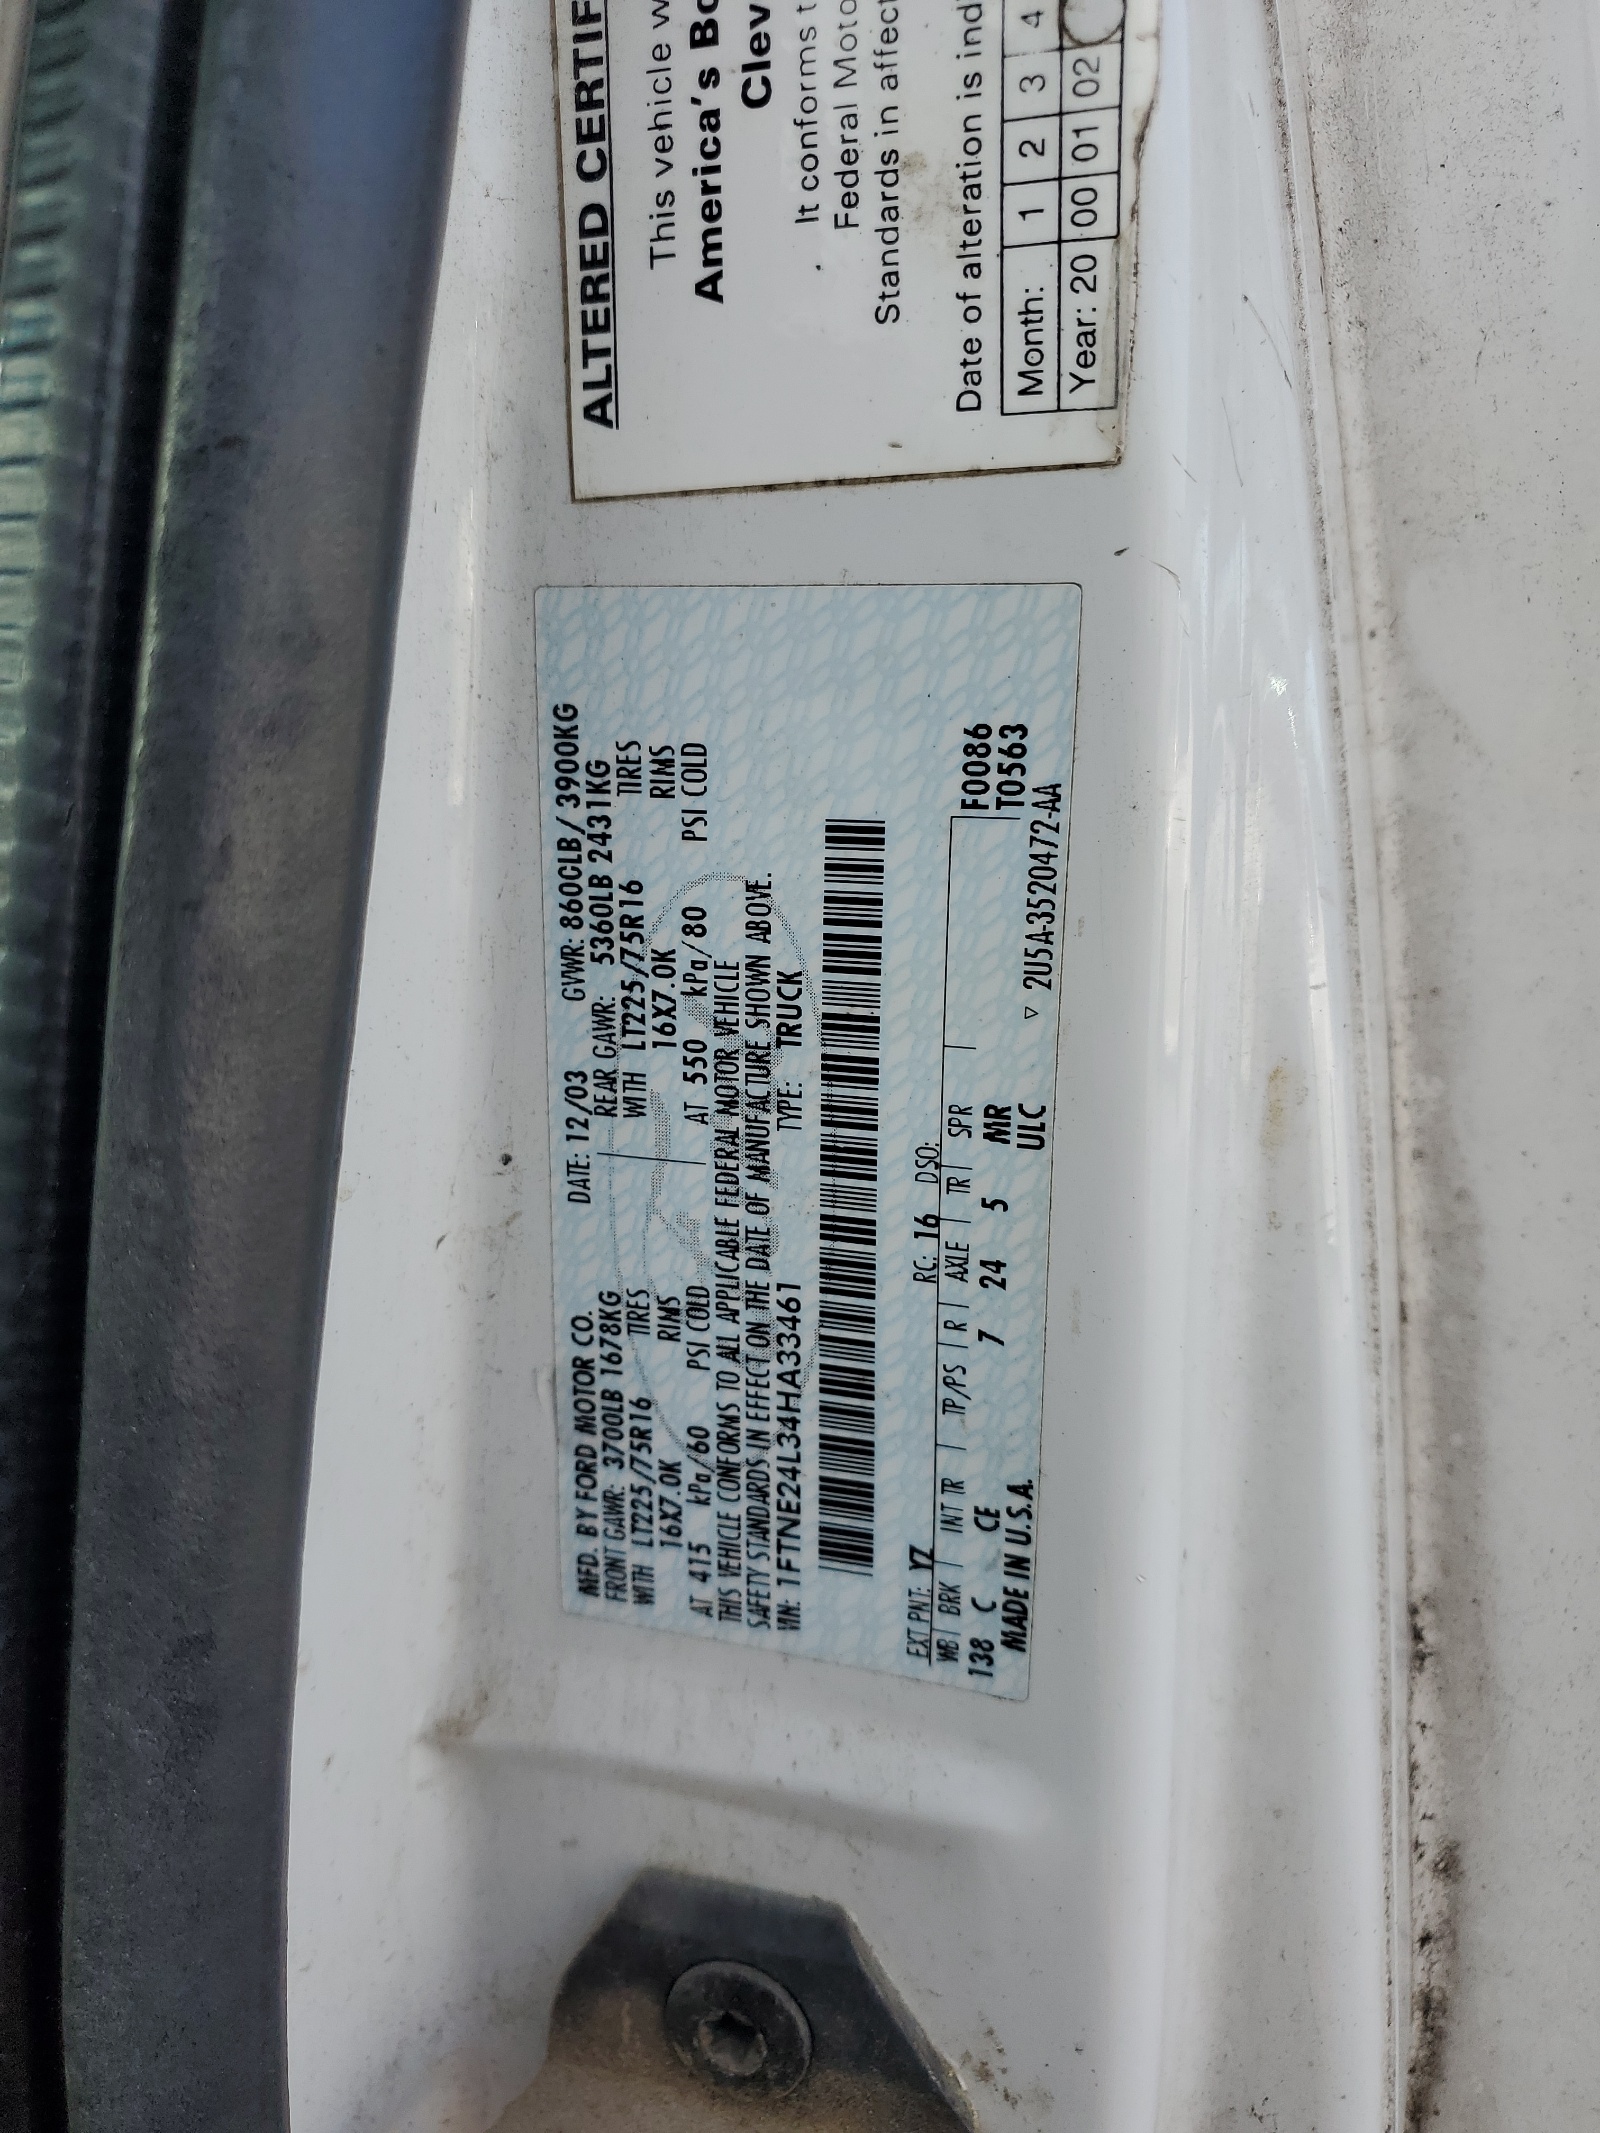 MFD. BY FORD MOTOR CO.
DATE: 12/03 GVWR: 8600LB/3900KG
FRONT GAWR: 3700LB 1678KG REAR GAWR: 5360LB 2431KG
WITH LT225/75R16 TIRES WITH LT225/75R16 TIRES
16X7.0K RIMS 16X7.0K RIMS
AT 415 kPa/60 PSI COLD AT 550 kPa/80 PSI COLD
THIS VEHICLE CONFORMS TO ALL APPLICABLE FEDERAL MOTOR VEHICLE
SAFETY STANDARDS IN EFFECT ON THE DATE OF MANUFACTURE SHOWN ABOVE.
VIN: 1FTNE24L34HA33461 TYPE: TRUCK
EXT PNT: YZ RC: 16 DSO:
WB BRK INT TR TP/PS R AXLE TR SPR F0086
138 C CE 7 24 5 MR T0563
MADE IN U.S.A. ULC ▽ 2U5A-3520472-AA
ALTERED CERTIF
This vehicle w
America's Bo
Clev
It conforms t
Federal Moto
Standards in affect
Date of alteration is ind
Month: 1 2 3 4
Year: 20 00 01 02